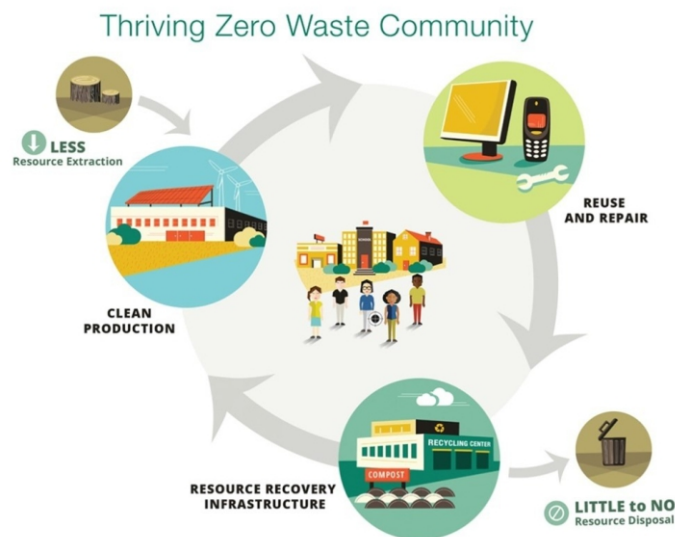 Thriving Zero Waste Community
LESS
Resource Extraction
REUSE
AND REPAIR
CLEAN
PRODUCTION
RECYCLING CENTER
COMPOST
RESOURCE RECOVERY
INFRASTRUCTURE
LITTLE to NO
Resource Disposal